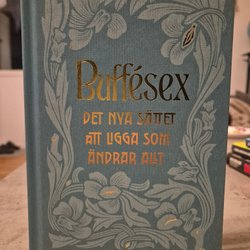 Buffésex
DET NYA SÄTTET
ATT LIGGA SOM
ÄNDRAR ALLT